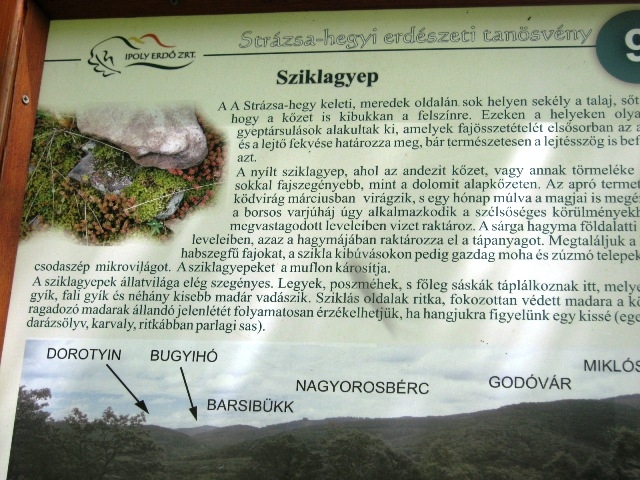 IPOLY ERDŐ ZRT.
Strázsa-hegyi erdészeti tanösvény
9
Sziklagyep
A A Strázsa-hegy keleti, meredek oldalán sok helyen sekély a talaj, sőt
hogy a kőzet is kibukkan a felszínre. Ezeken a helyeken olya
gyeptársulások alakultak ki, amelyek fajösszetételét elsősorban az a
és a lejtő fekvése határozza meg, bár természetesen a lejtésszög is bef
azt.
A nyílt sziklagyep, ahol az andezit kőzet, vagy annak törmeléke
sokkal fajszegényebb, mint a dolomit alapkőzeten. Az apró termet
ködvirág márciusban virágzik, s egy hónap múlva a magjai is megé
a borsos varjúháj úgy alkalmazkodik a szélsőséges körülményekh
megvastagodott leveleiben vizet raktároz. A sárga hagyma földalatti
leveleiben, azaz a hagymájában raktározza el a tápanyagot. Megtaláljuk a
habszegfű fajokat, a szikla kibúvásokon pedig gazdag moha és zúzmó telepek
csodaszép mikrovilágot. A sziklagyepeket a muflon károsítja.
A sziklagyepek állatvilága elég szegényes. Legyek, poszméhek, s főleg sáskák táplálkoznak itt, melye
gyík, fali gyík és néhány kisebb madár vadászik. Sziklás oldalak ritka, fokozottan védett madara a k
ragadozó madarak állandó jelenlétét folyamatosan érzékelhetjük, ha hangjukra figyelünk egy kissé (ege
darázsölyv, karvaly, ritkábban parlagi sas).
DOROTYIN BUGYIHÓ MIKLÓS
NAGYOROSBÉRC GODÓVÁR
BARSIBÜKK